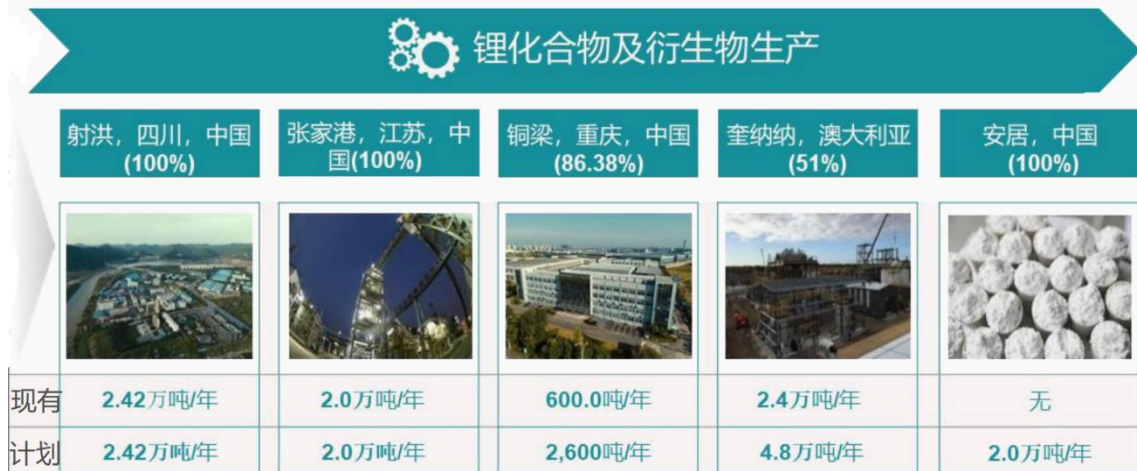 锂化合物及衍生物生产
射洪，四川，中国
(100%)
张家港，江苏，中
国(100%)
铜梁，重庆，中国
(86.38%)
奎纳纳，澳大利亚
(51%)
安居，中国
(100%)
现有 2.42万吨/年 2.0万吨/年 600.0吨/年 2.4万吨/年 无
计划 2.42万吨/年 2.0万吨/年 2,600吨/年 4.8万吨/年 2.0万吨/年